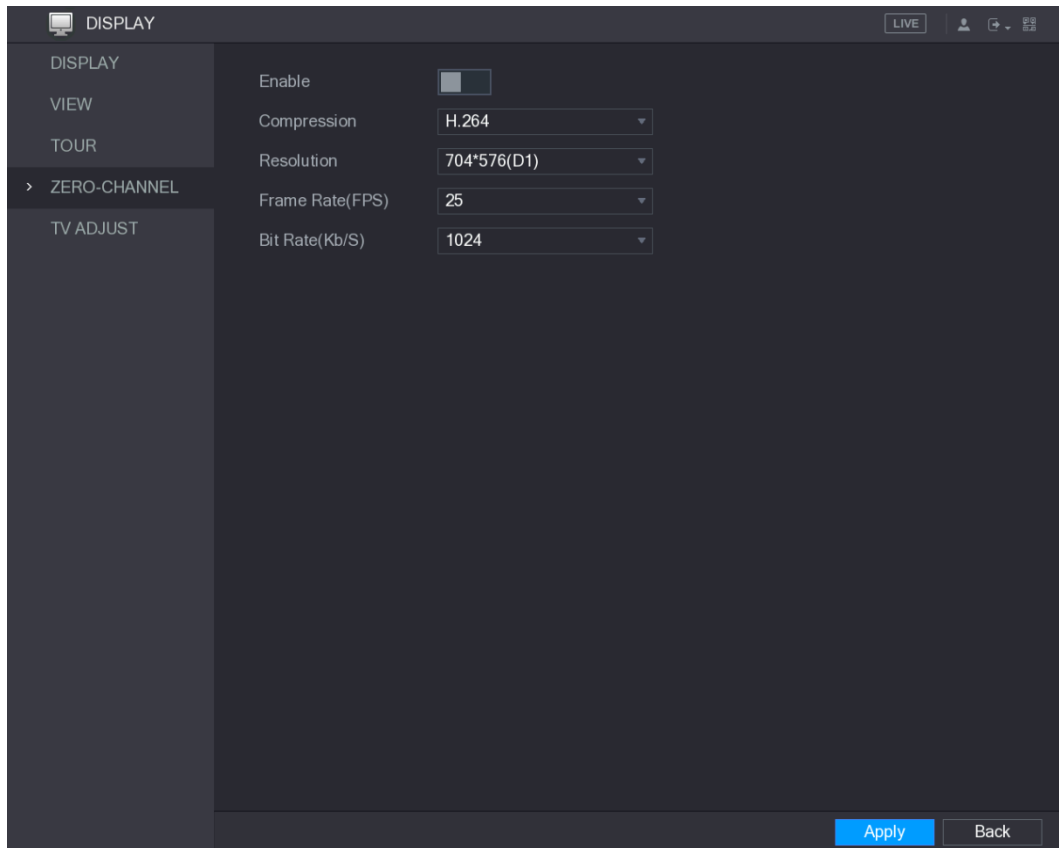 DISPLAY
LIVE
DISPLAY
VIEW
TOUR
ZERO-CHANNEL
TV ADJUST
Enable
Compression H.264
Resolution 704*576(D1)
Frame Rate(FPS) 25
Bit Rate(Kb/S) 1024
Apply Back